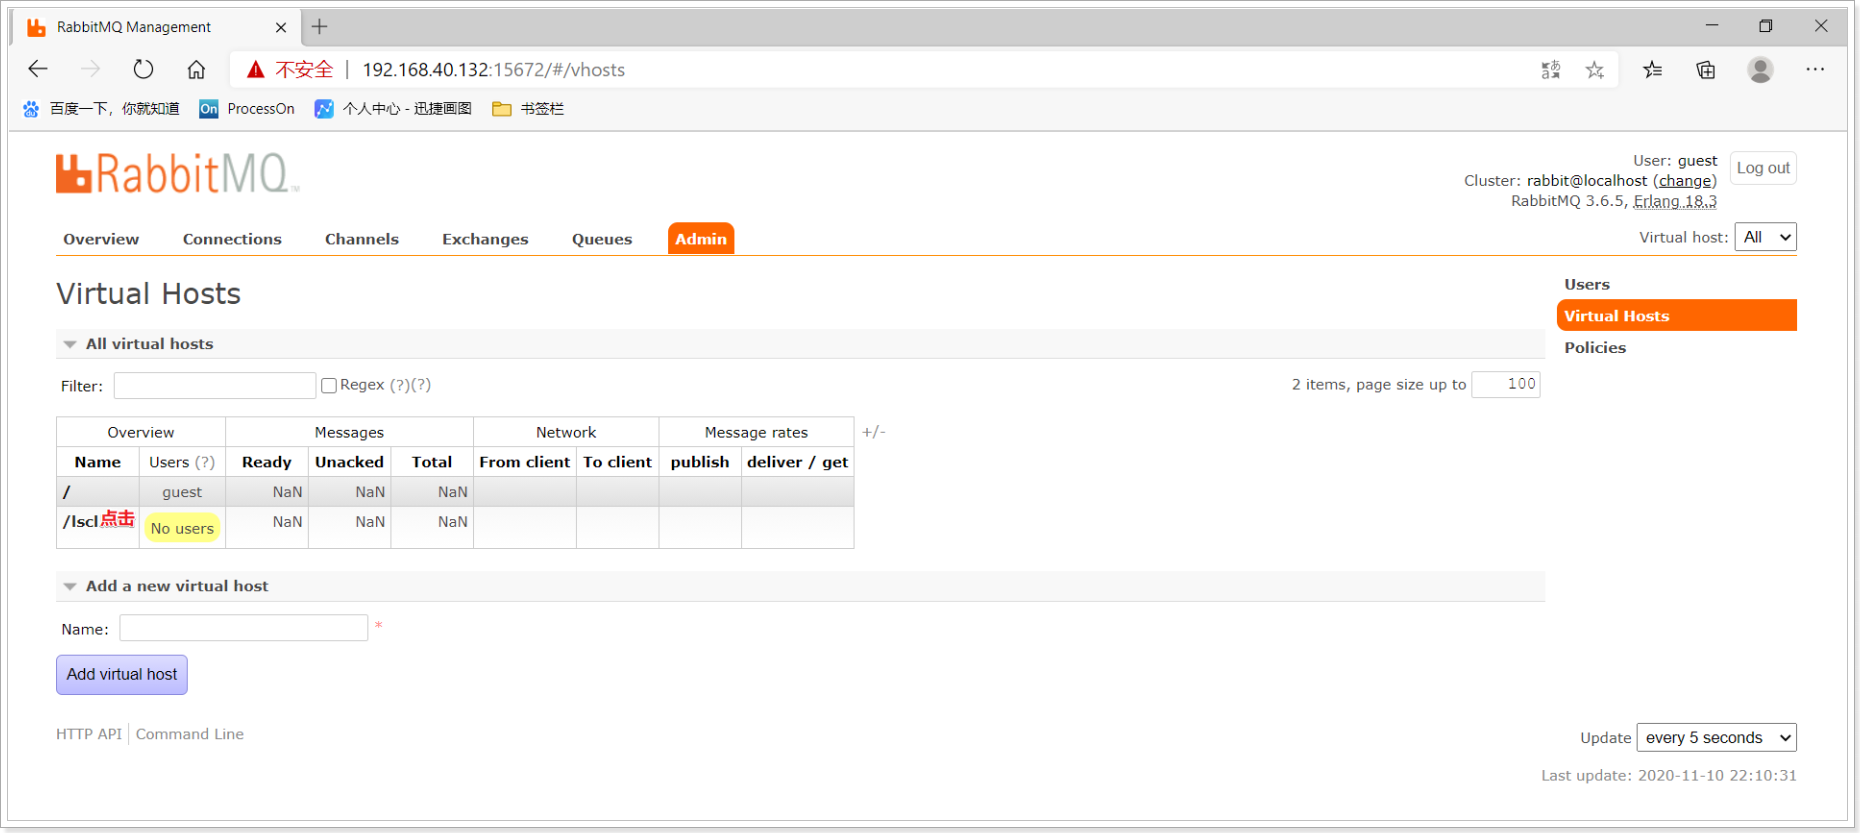 RabbitMQ Management
不安全 | 192.168.40.132:15672/#/vhosts
百度一下，你就知道 On ProcessOn 个人中心 - 迅捷画图 书签栏
RabbitMQ TM
User: guest Log out
Cluster: rabbit@localhost (change)
RabbitMQ 3.6.5, Erlang 18.3
Overview Connections Channels Exchanges Queues Admin Virtual host: All
Virtual Hosts
Users
Virtual Hosts
Policies
All virtual hosts
Filter: Regex (?)(?) 2 items, page size up to 100
Overview Messages Network Message rates +/-
Name Users (?) Ready Unacked Total From client To client publish deliver / get
/ guest NaN NaN NaN
/lscl点击 No users NaN NaN NaN
Add a new virtual host
Name: *
Add virtual host
HTTP API Command Line Update every 5 seconds
Last update: 2020-11-10 22:10:31